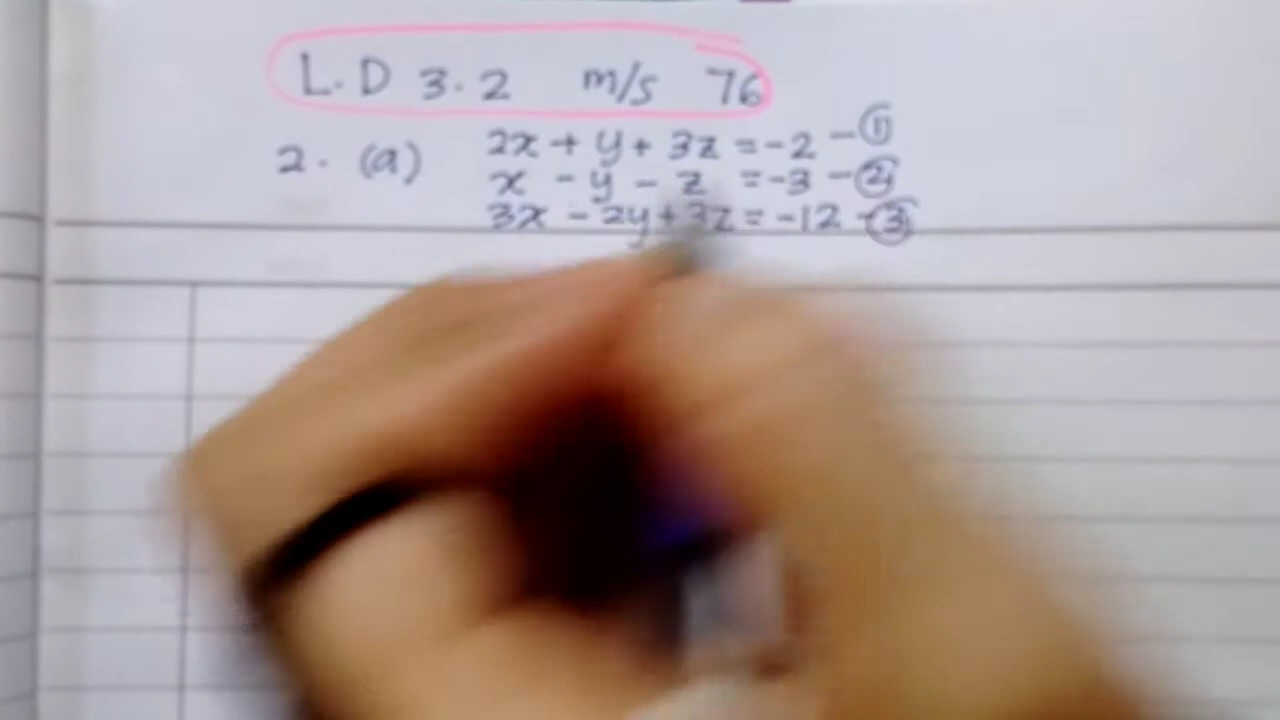 L.D 3.2 m/s 76
2. (a) 2x + y + 3z = -2 - ①
x - y - z = -3 - ②
3x - 2y + 3z = -12 - ③